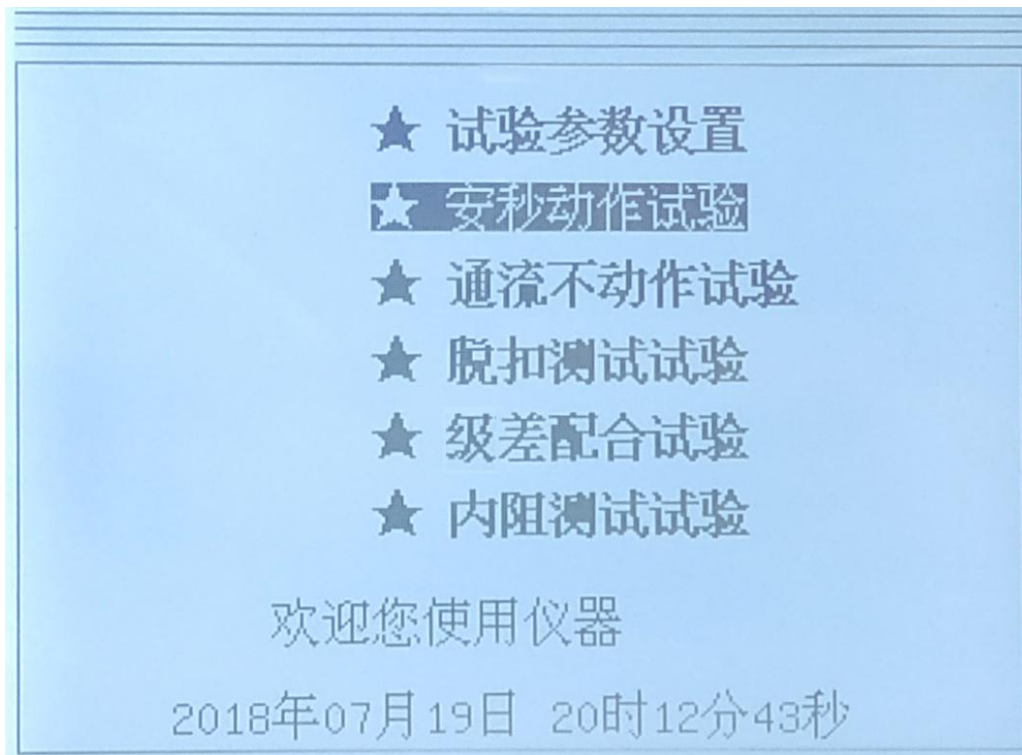 ★ 试验参数设置
★ 安秒动作试验
★ 通流不动作试验
★ 脱扣测试试验
★ 级差配合试验
★ 内阻测试试验
欢迎您使用仪器
2018年07月19日 20时12分43秒